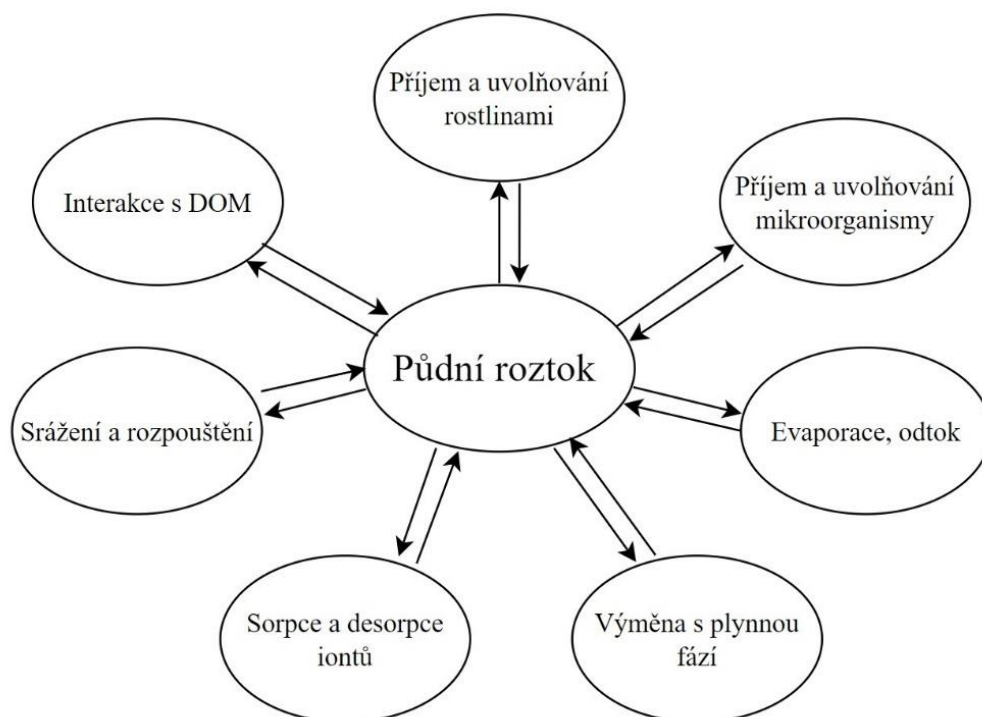 Příjem a uvolňování
rostlinami
Interakce s DOM
Příjem a uvolňování
mikroorganismy
Půdní roztok
Srážení a rozpouštění
Evaporace, odtok
Sorpce a desorpce
iontů
Výměna s plynnou
fází